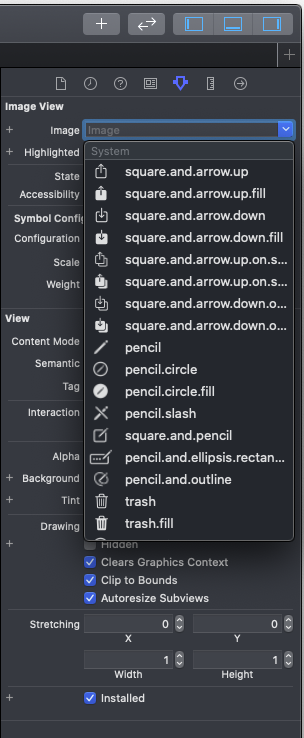 Image View
Image
Image
Highlighted
System
square.and.arrow.up
State
square.and.arrow.up.fill
Accessibility
square.and.arrow.down
Symbol Config
square.and.arrow.down.fill
Configuration
square.and.arrow.up.on.s...
Scale
square.and.arrow.up.on.s...
Weight
square.and.arrow.down.o...
square.and.arrow.down.o...
View
Content Mode
pencil
Semantic
pencil.circle
Tag
pencil.circle.fill
Interaction
pencil.slash
square.and.pencil
Alpha
pencil.and.ellipsis.rectan...
Background
pencil.and.outline
Tint
trash
Drawing
trash.fill
Hidden
Clears Graphics Context
Clip to Bounds
Autoresize Subviews
Stretching 0 0
X Y
1 1
Width Height
Installed